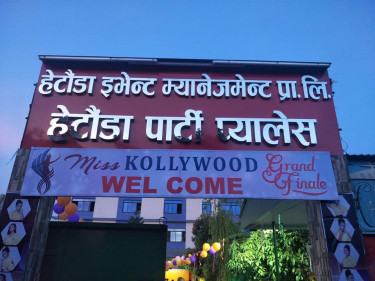 हेटौडा इभेन्ट म्यानेजमेन्ट प्रा.लि.
हेटौडा पार्टी प्यालेस
Miss KOLLYWOOD Grand Finale
WEL COME